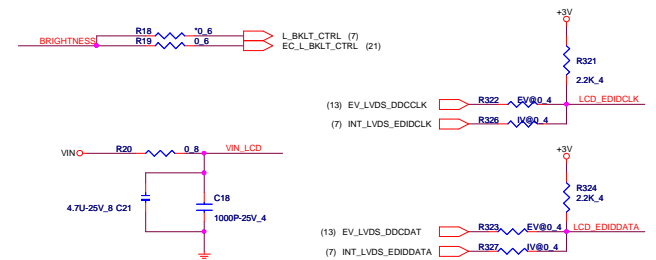 R18 *0_6 L_BKLT_CTRL (7)
BRIGHTNESS R19 0_6 EC_L_BKLT_CTRL (21)
+3V
R321
2.2K_4
(13) EV_LVDS_DDCCLK R322 EV@0_4 LCD_EDIDCLK
(7) INT_LVDS_EDIDCLK R326 IV@0_4
VIN R20 0_8 VIN_LCD
+3V
R324
2.2K_4
4.7U-25V_8 C21
C18
1000P-25V_4
(13) EV_LVDS_DDCDAT R323 EV@0_4 LCD_EDIDDATA
(7) INT_LVDS_EDIDDATA R327 IV@0_4